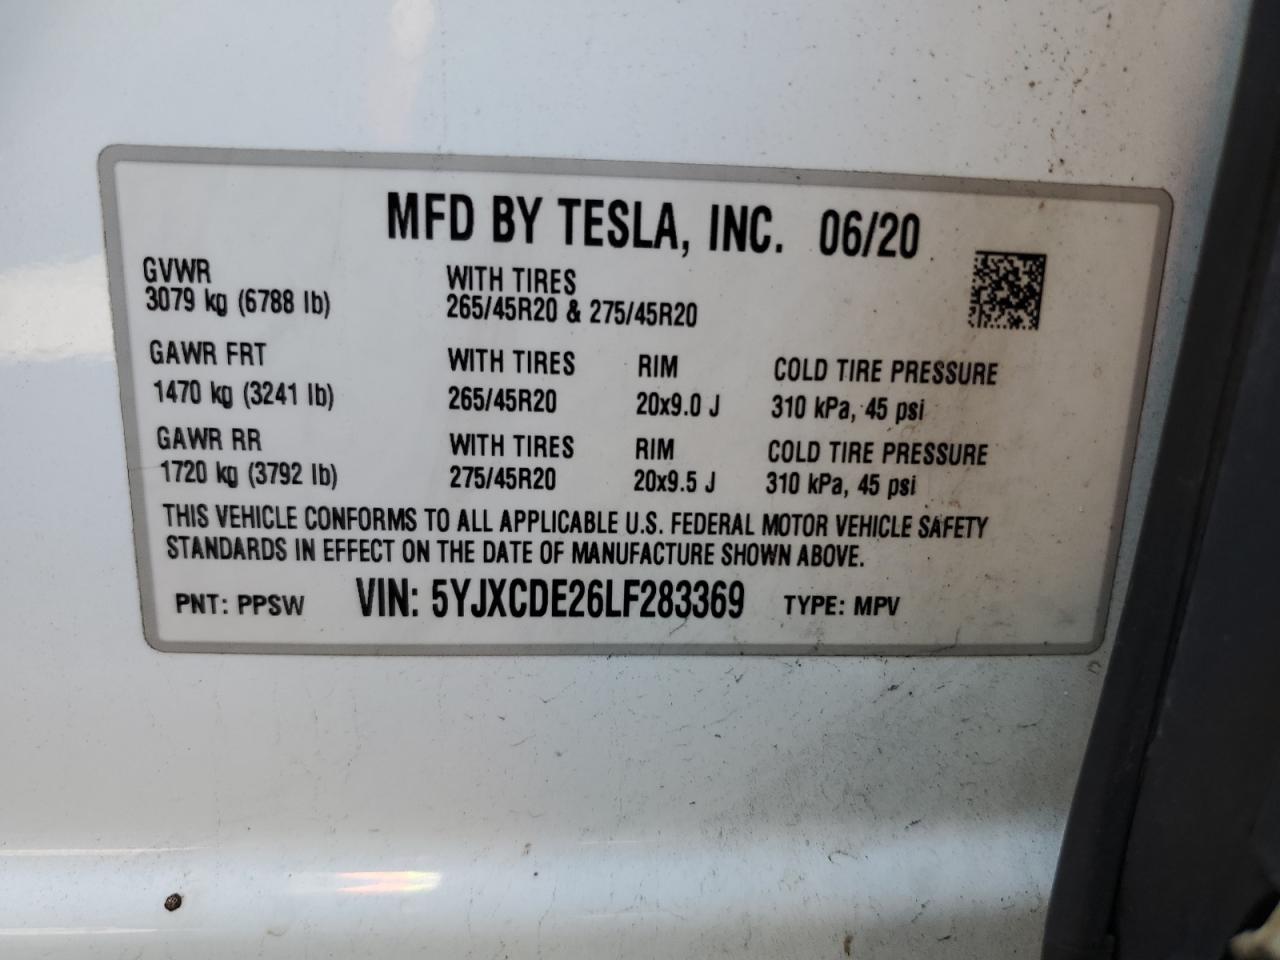 MFD BY TESLA, INC. 06/20
GVWR WITH TIRES
3079 kg (6788 lb) 265/45R20 & 275/45R20
GAWR FRT WITH TIRES RIM COLD TIRE PRESSURE
1470 kg (3241 lb) 265/45R20 20x9.0 J 310 kPa, 45 psi
GAWR RR WITH TIRES RIM COLD TIRE PRESSURE
1720 kg (3792 lb) 275/45R20 20x9.5 J 310 kPa, 45 psi
THIS VEHICLE CONFORMS TO ALL APPLICABLE U.S. FEDERAL MOTOR VEHICLE SAFETY
STANDARDS IN EFFECT ON THE DATE OF MANUFACTURE SHOWN ABOVE.
PNT: PPSW VIN: 5YJXCDE26LF283369 TYPE: MPV